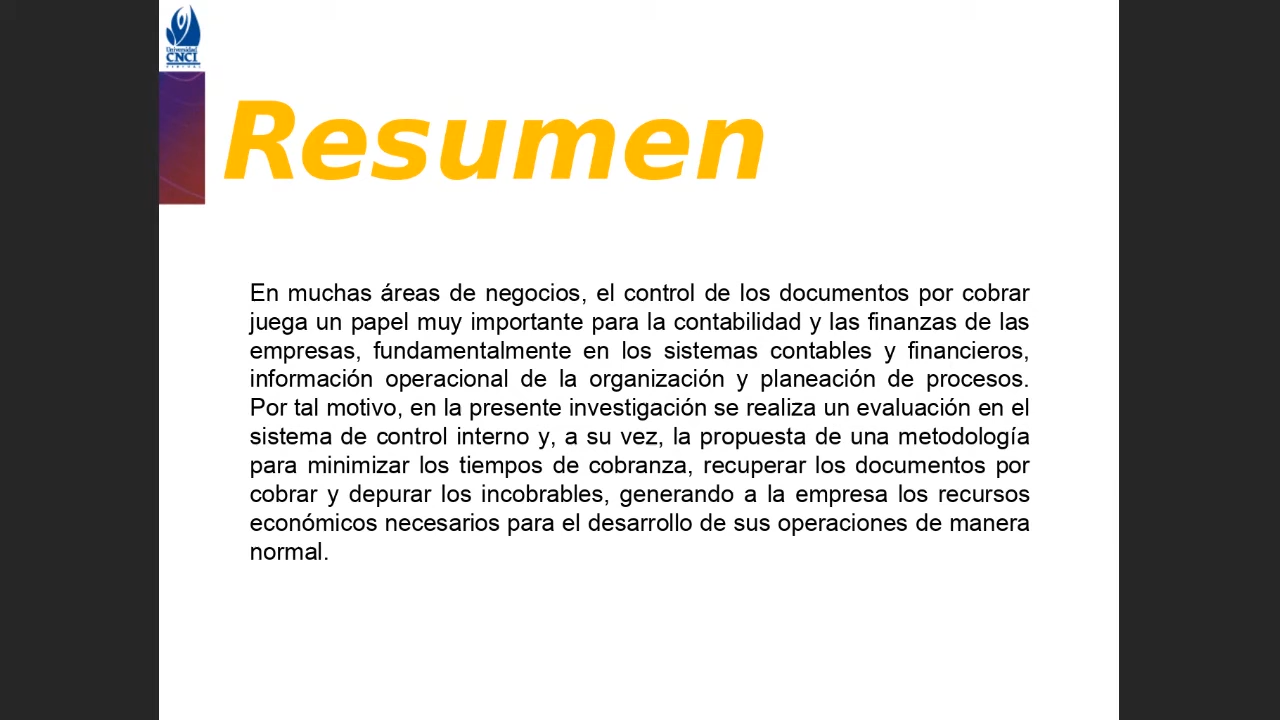 Universidad
CNCI
VIRTUAL
Resumen
En muchas áreas de negocios, el control de los documentos por cobrar
juega un papel muy importante para la contabilidad y las finanzas de las
empresas, fundamentalmente en los sistemas contables y financieros,
información operacional de la organización y planeación de procesos.
Por tal motivo, en la presente investigación se realiza un evaluación en el
sistema de control interno y, a su vez, la propuesta de una metodología
para minimizar los tiempos de cobranza, recuperar los documentos por
cobrar y depurar los incobrables, generando a la empresa los recursos
económicos necesarios para el desarrollo de sus operaciones de manera
normal.